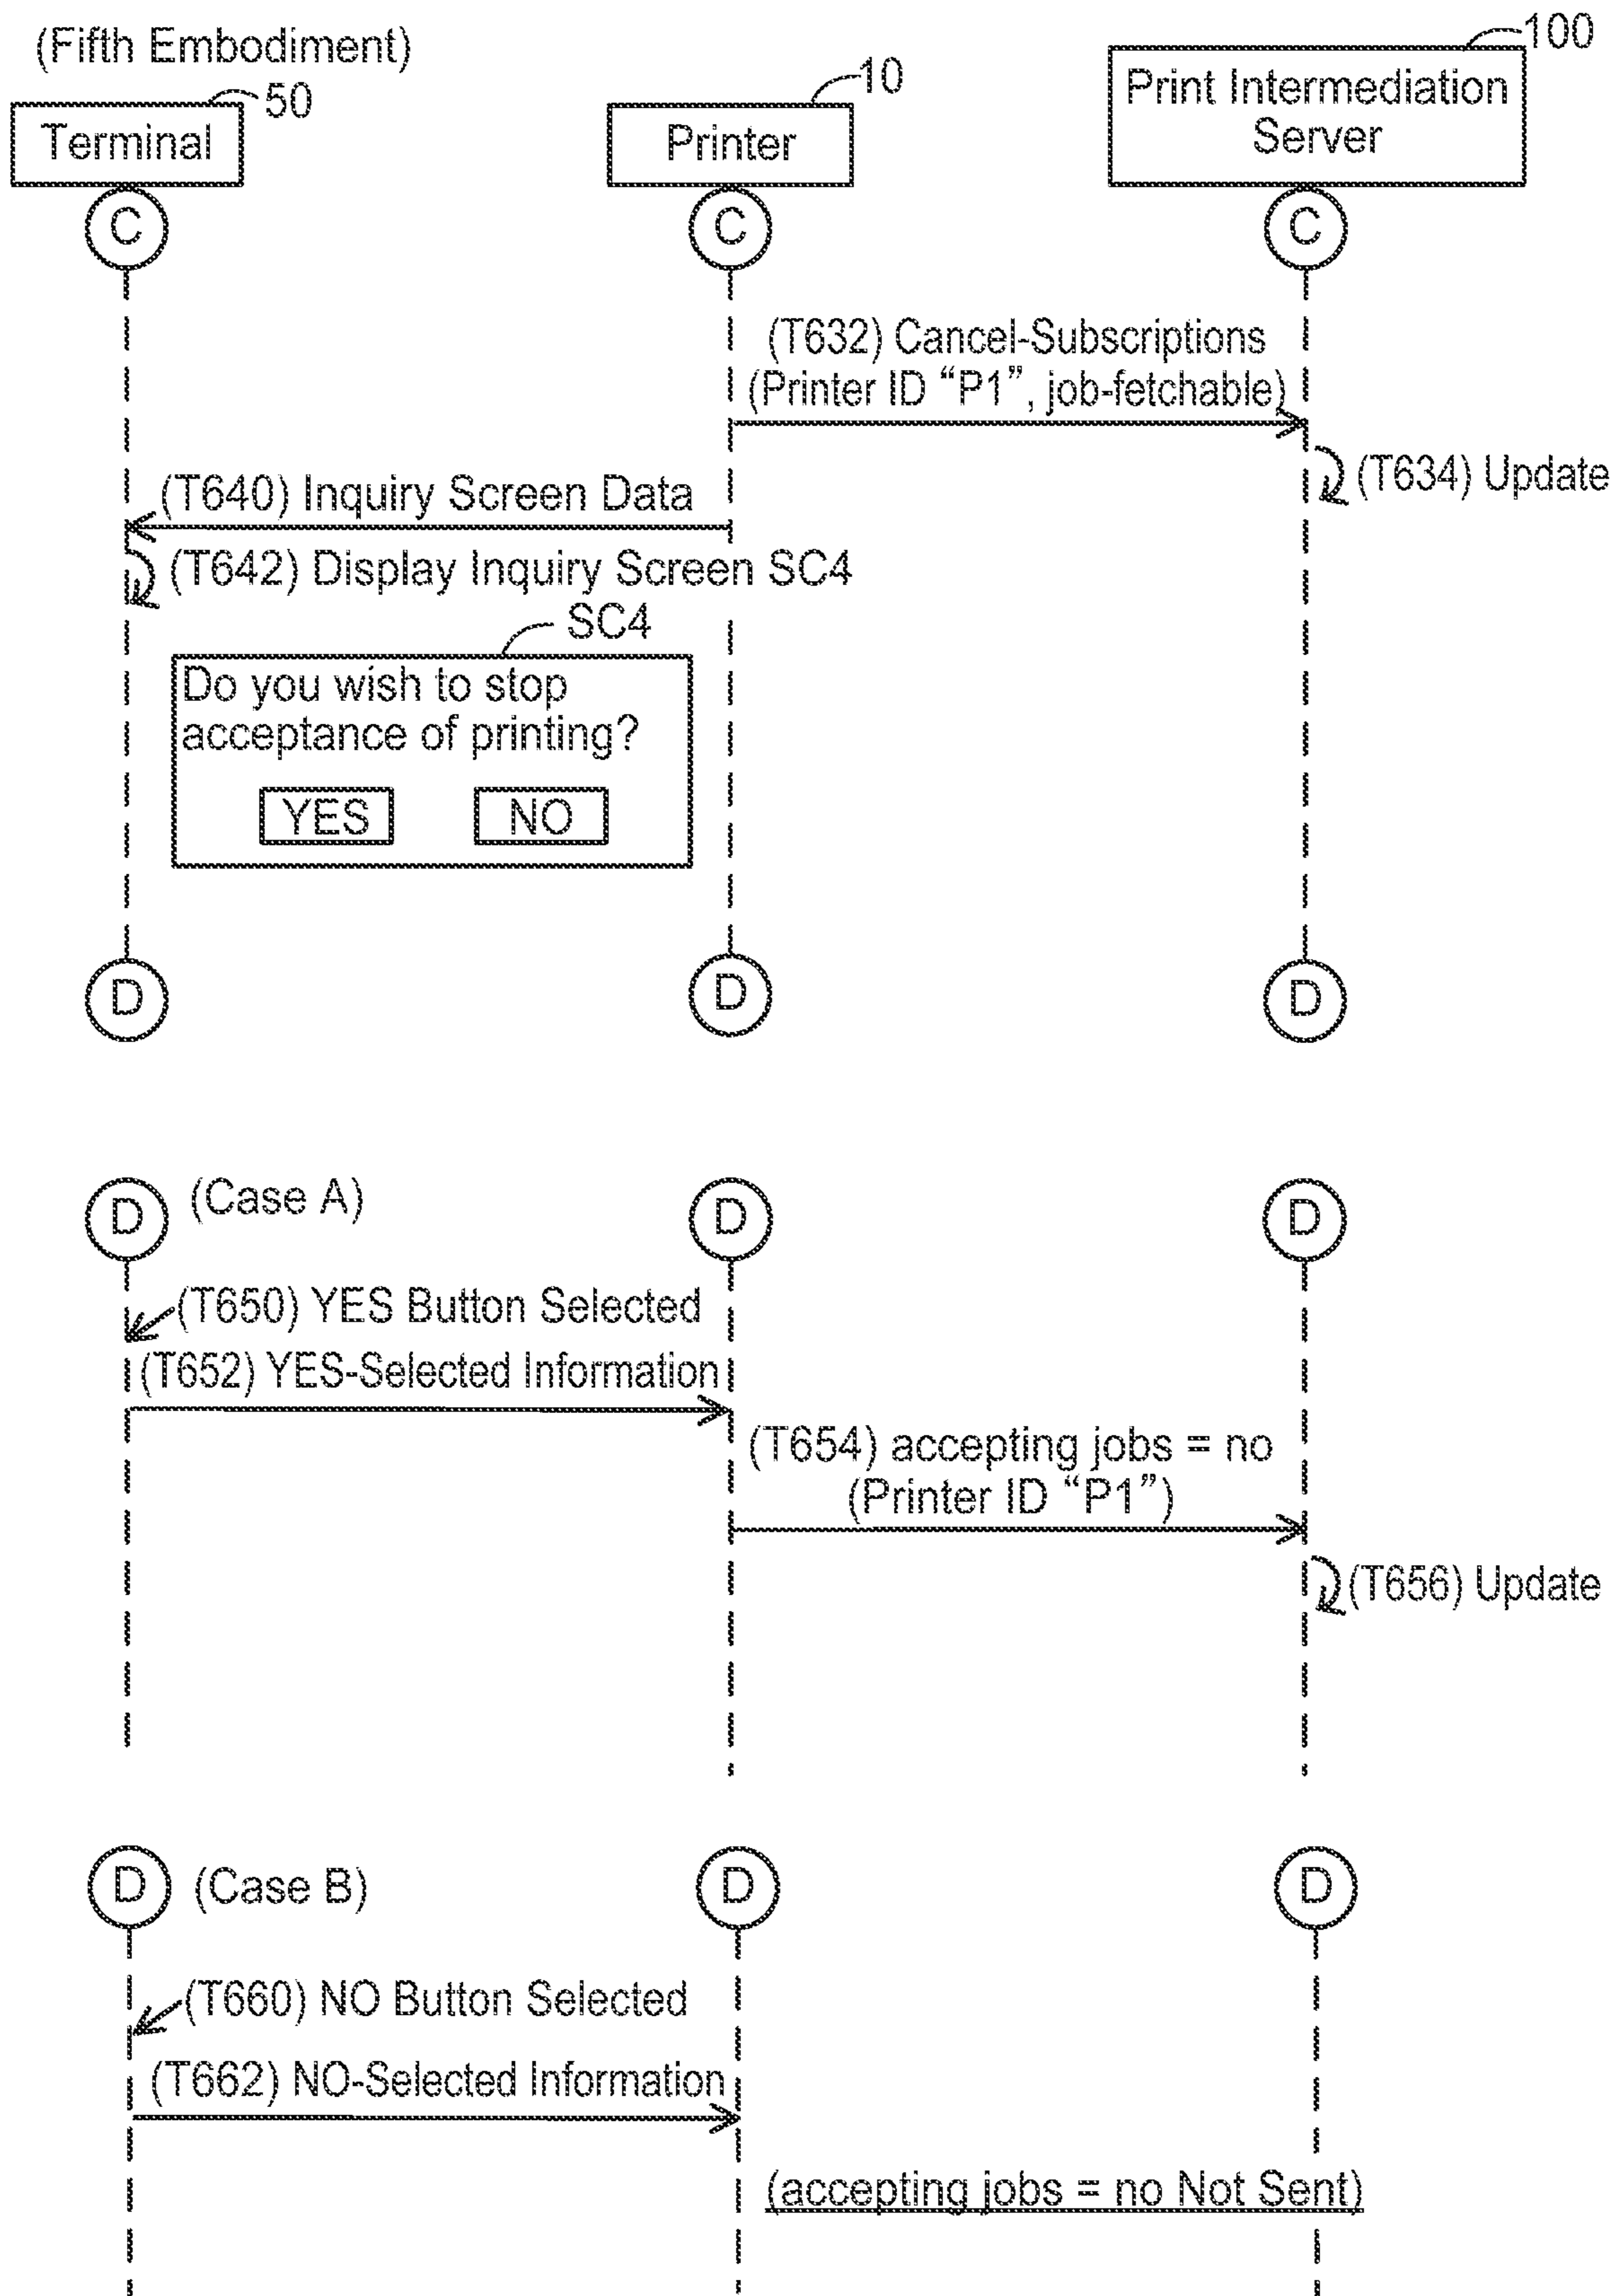 (Fifth Embodiment)
50
10
100
Terminal
Printer
Print Intermediation
Server
C
C
C
(T632) Cancel-Subscriptions
(Printer ID “P1”, job-fetchable)
(T634) Update
(T640) Inquiry Screen Data
(T642) Display Inquiry Screen SC4
SC4
Do you wish to stop
acceptance of printing?
YES
NO
D
D
D
D
(Case A)
D
D
(T650) YES Button Selected
(T652) YES-Selected Information
(T654) accepting jobs = no
(Printer ID “P1”)
(T656) Update
D
(Case B)
D
D
(T660) NO Button Selected
(T662) NO-Selected Information
(accepting jobs = no Not Sent)